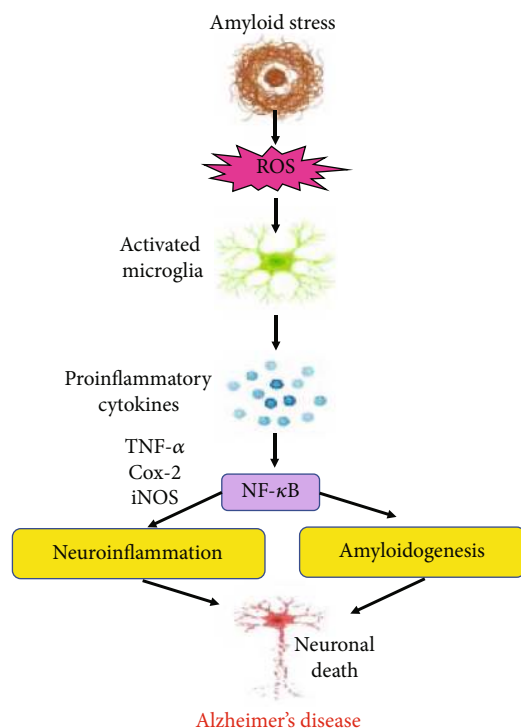 Amyloid stress
ROS
Activated
microglia
Proinflammatory
cytokines
TNF-α
Cox-2
iNOS
NF-κB
Neuroinflammation
Amyloidogenesis
Neuronal
death
Alzheimer's disease